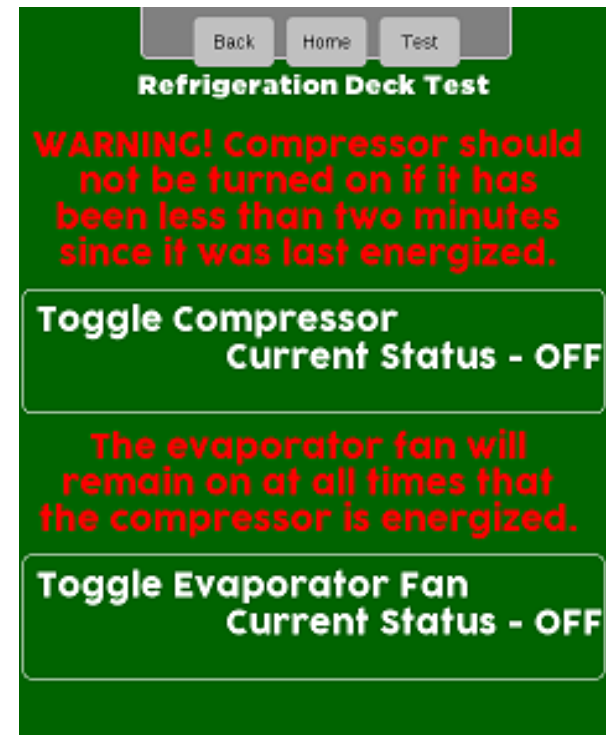 Back Home Test
Refrigeration Deck Test
WARNING! Compressor should
not be turned on if it has
been less than two minutes
since it was last energized.
Toggle Compressor
Current Status - OFF
The evaporator fan will
remain on at all times that
the compressor is energized.
Toggle Evaporator Fan
Current Status - OFF